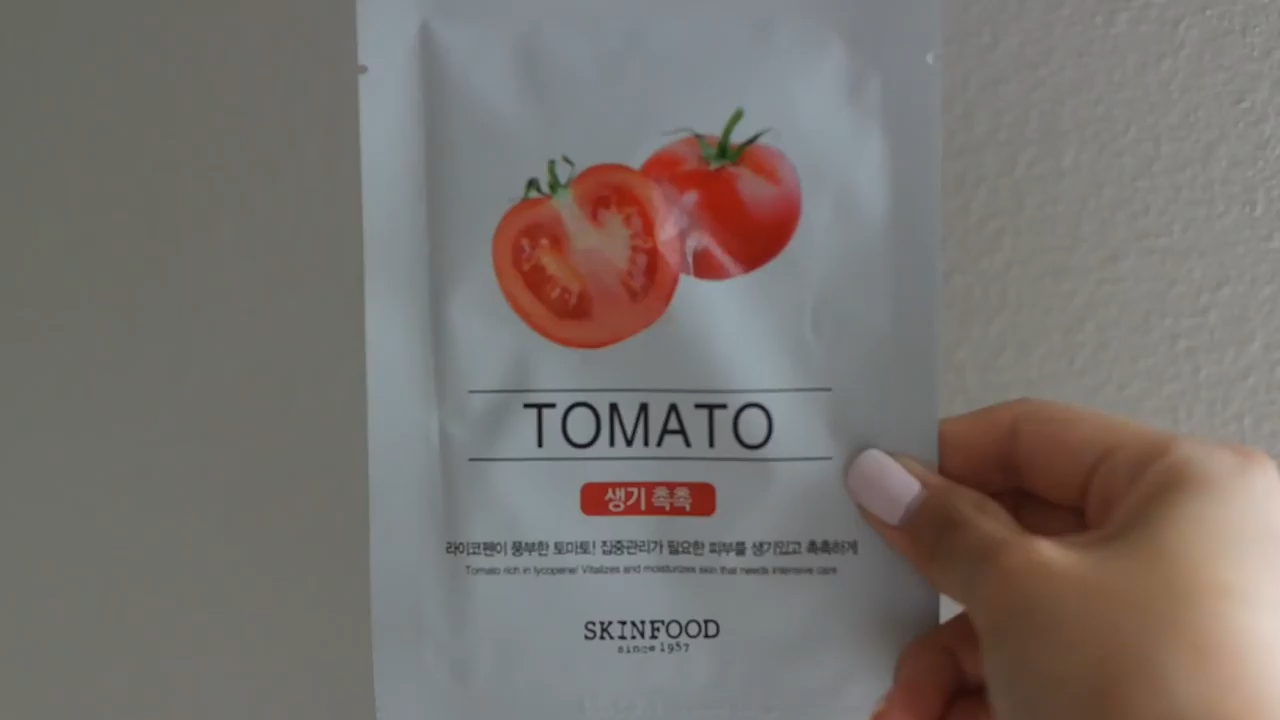 TOMATO
생기 촉촉
라이코펜이 풍부한 토마토! 집중관리가 필요한 피부를 생기있고 촉촉하게
Tomato rich in lycopene! Vitalizes and moisturizes skin that needs intensive care
SKINFOOD
since 1957